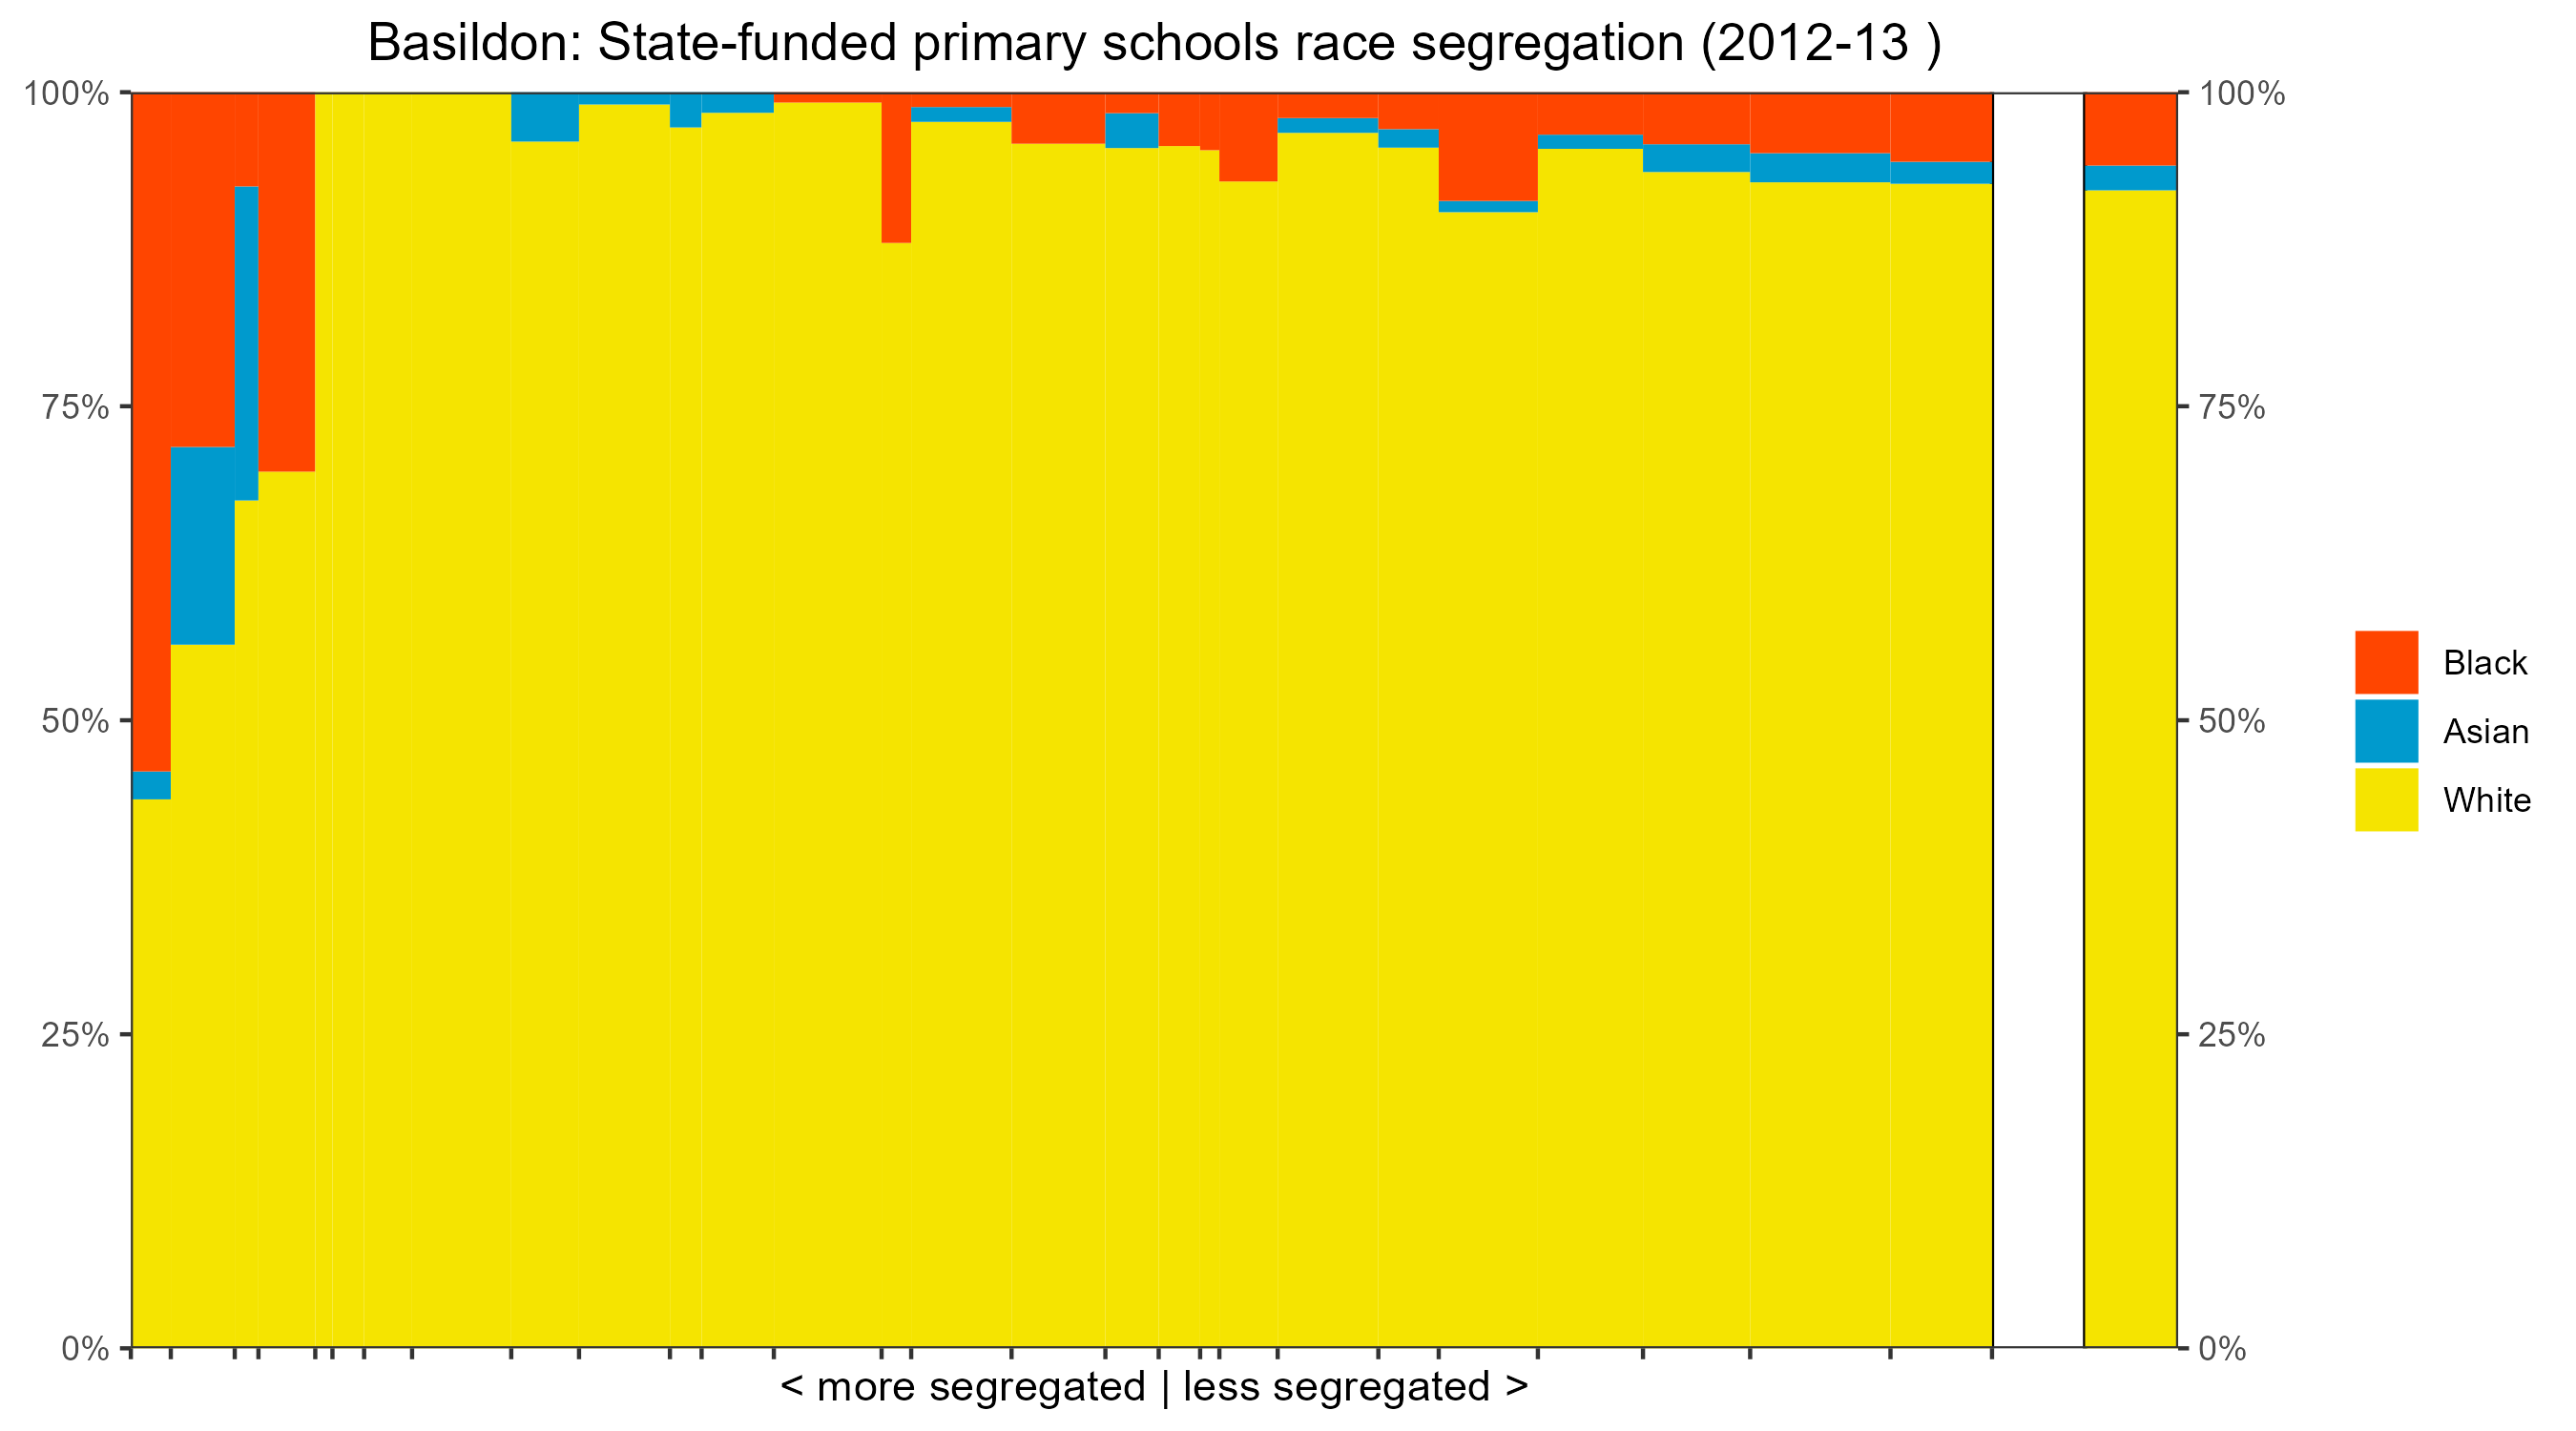 Basildon: State-funded primary schools race segregation (2012-13 )
100%
75%
50%
25%
0%
100%
75%
50%
25%
0%
< more segregated | less segregated >
Black
Asian
White